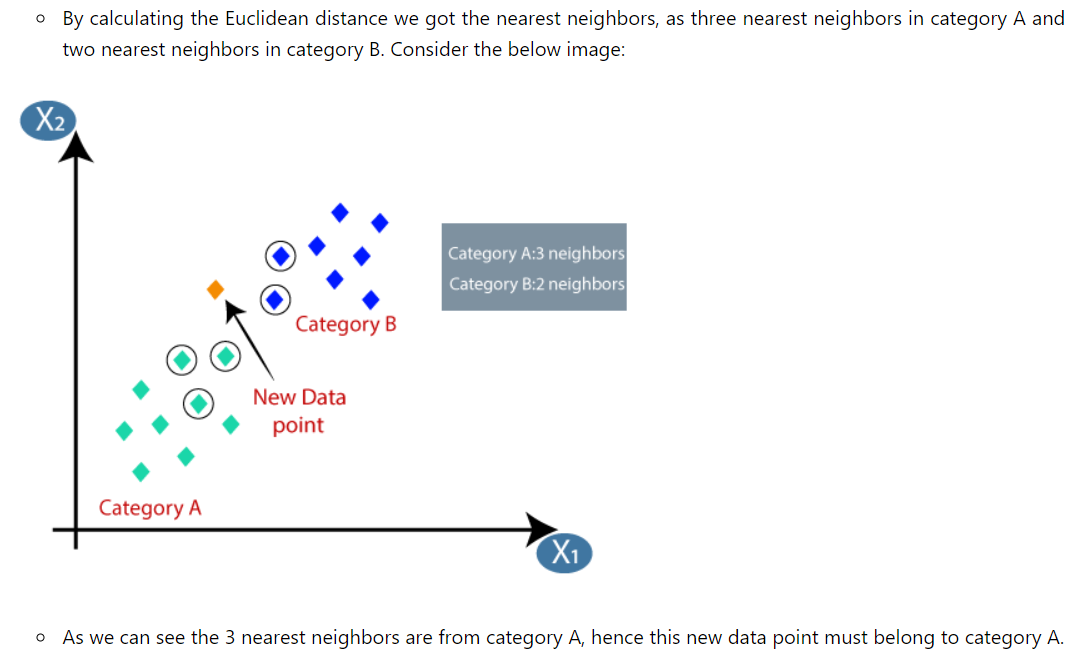 By calculating the Euclidean distance we got the nearest neighbors, as three nearest neighbors in category A and
two nearest neighbors in category B. Consider the below image:
X2
Category A:3 neighbors
Category B:2 neighbors
Category B
New Data
point
Category A
X1
As we can see the 3 nearest neighbors are from category A, hence this new data point must belong to category A.